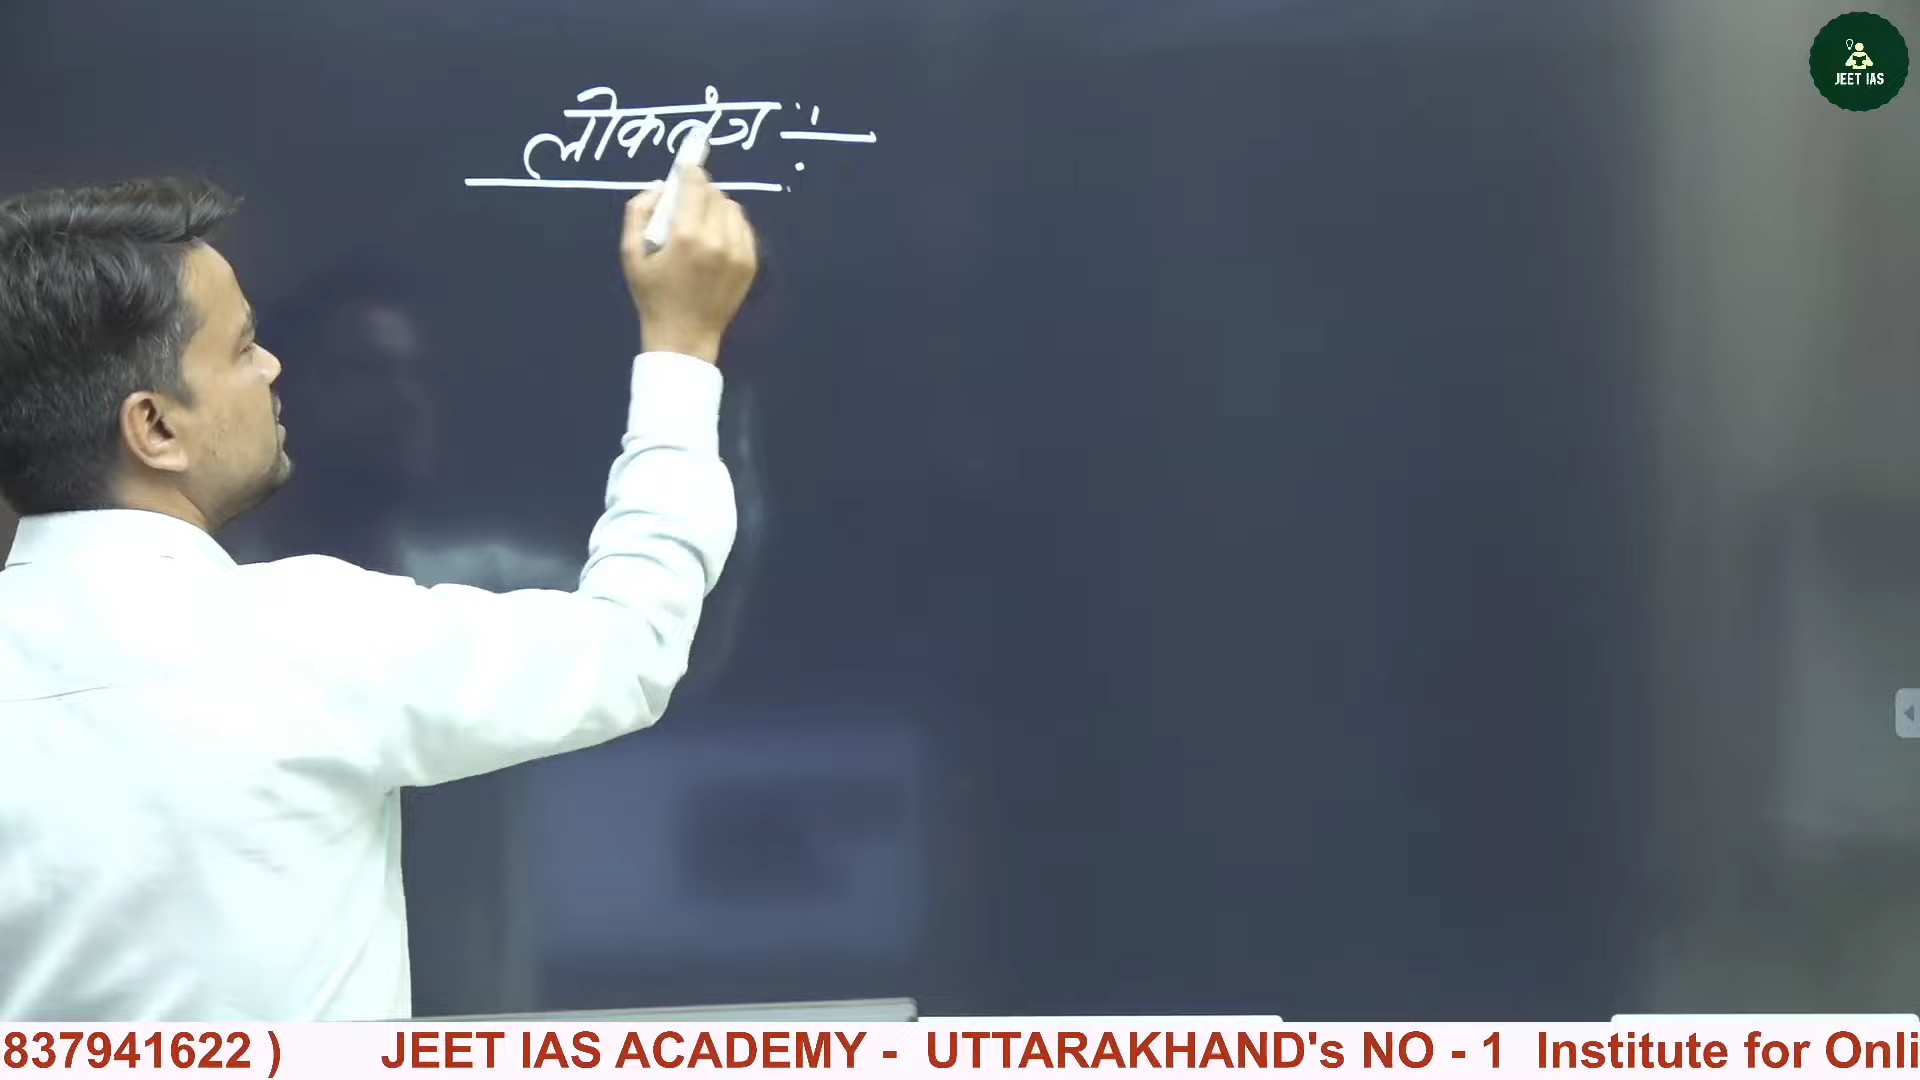 लोकतंत्र :-
JEET IAS
837941622 ) JEET IAS ACADEMY - UTTARAKHAND's NO - 1 Institute for Onli